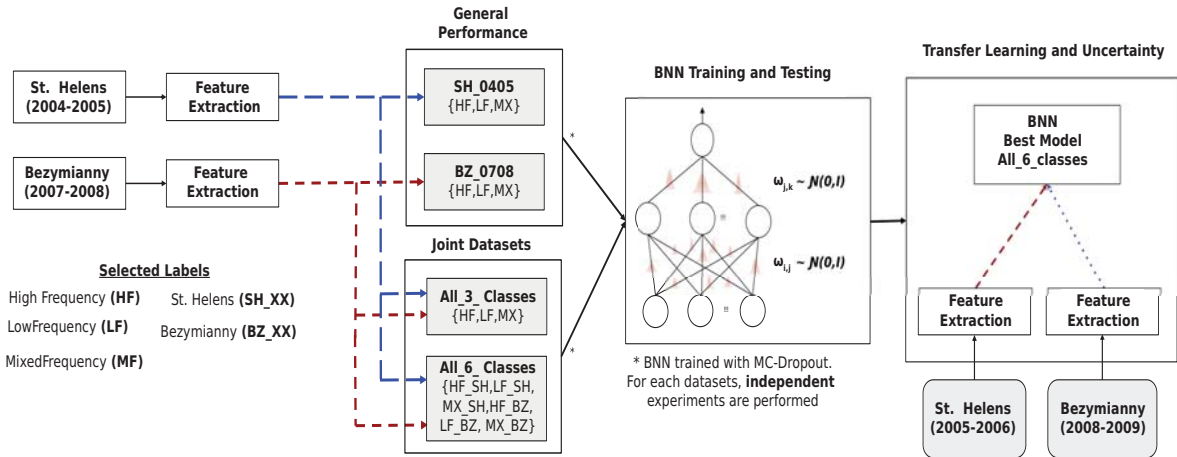 General
Performance
St. Helens
(2004-2005)
Feature
Extraction
SH_0405
{HF,LF,MX}
Bezymianny
(2007-2008)
Feature
Extraction
BZ_0708
{HF,LF,MX}
*
Joint Datasets
All_3_ Classes
{HF,LF,MX}
All_6_ Classes
{HF_SH,LF_SH,
MX_SH,HF_BZ,
LF_BZ, MX_BZ}
*
Selected Labels
High Frequency (HF)
St. Helens (SH_XX)
LowFrequency (LF)
Bezymianny (BZ_XX)
MixedFrequency (MF)
BNN Training and Testing
ω j,k ~ N(0,I)
ω i,j ~ N(0,I)
* BNN trained with MC-Dropout.
For each datasets, independent
experiments are performed
Transfer Learning and Uncertainty
BNN
Best Model
All_6_classes
Feature
Extraction
Feature
Extraction
St. Helens
(2005-2006)
Bezymianny
(2008-2009)